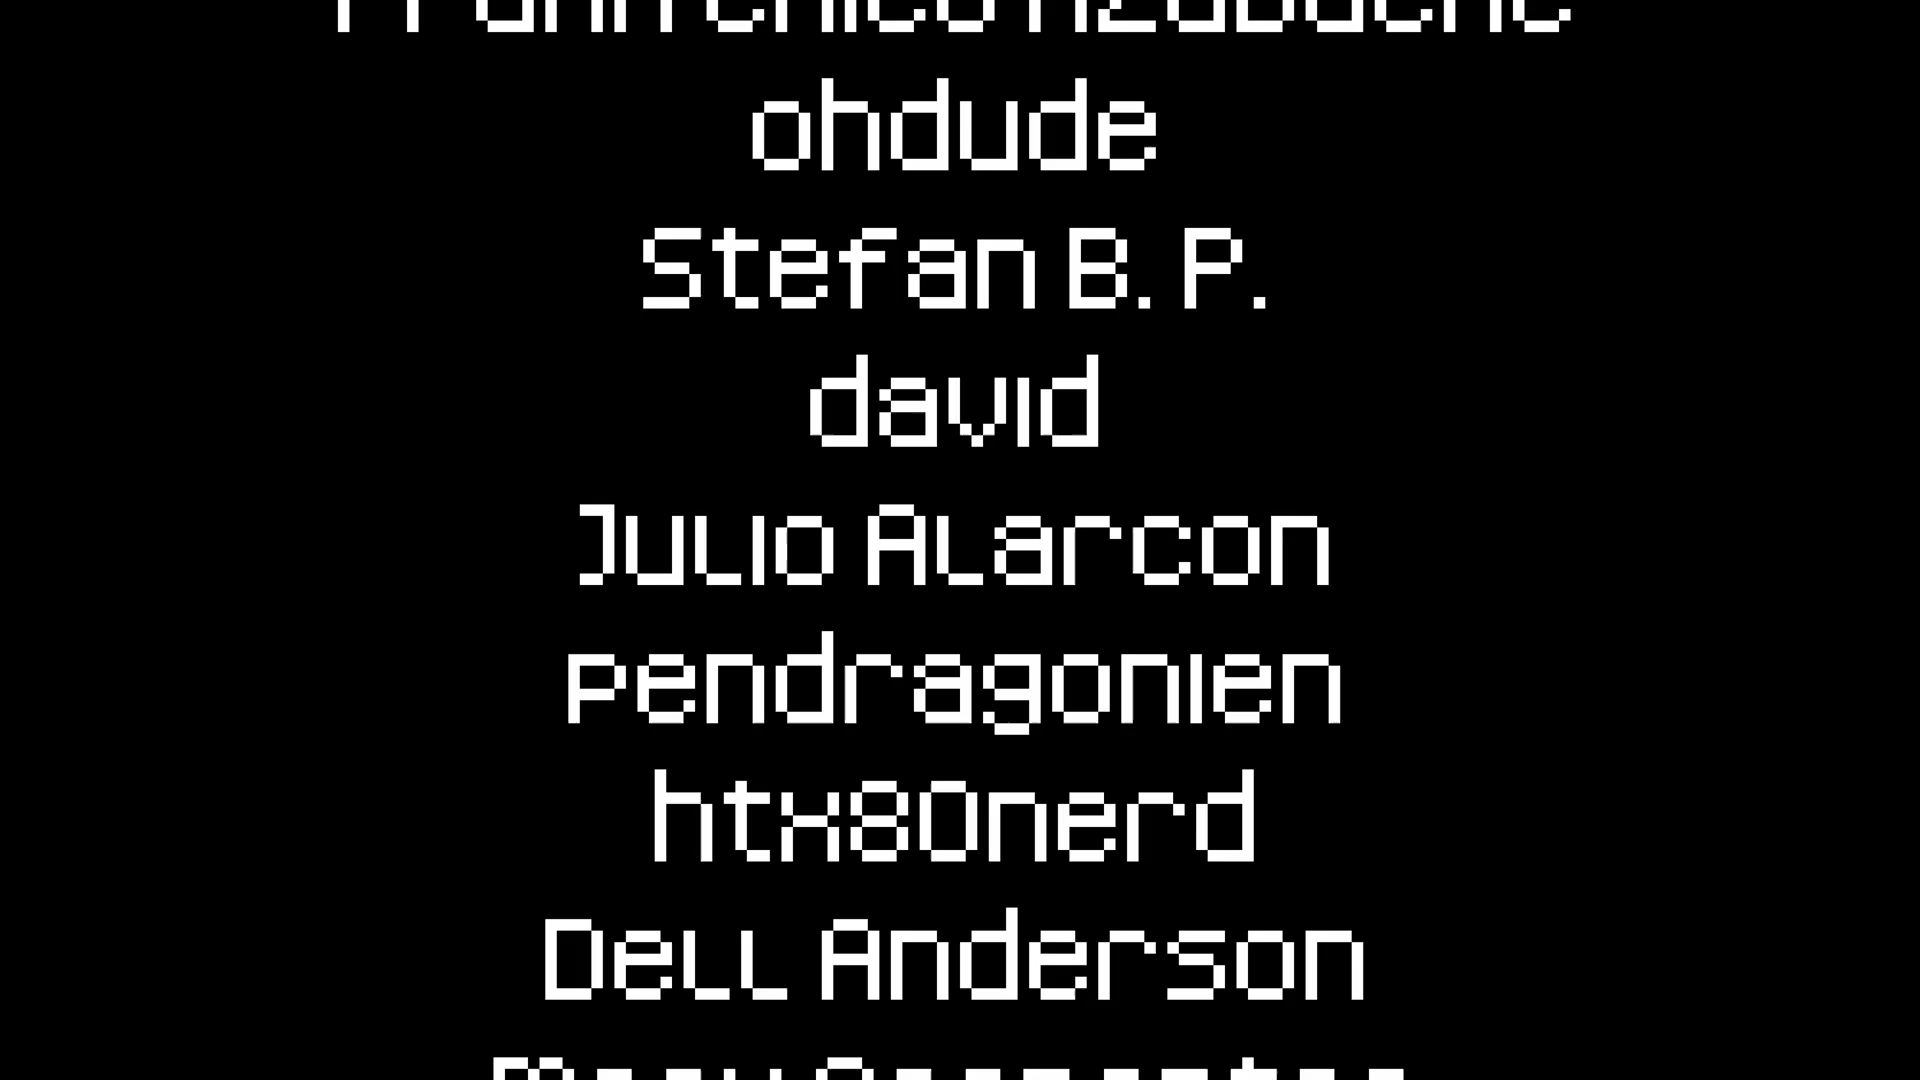 ohdude
Stefan B. P.
david
Julio Alarcon
pendragonien
htx80nerd
Dell Anderson